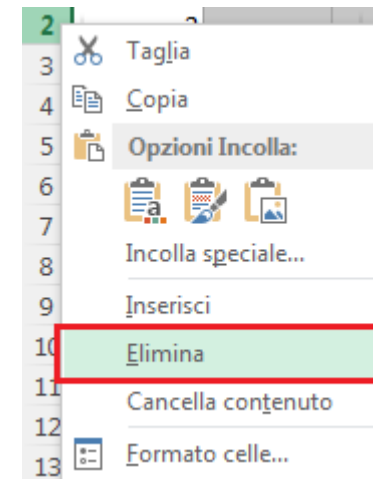 2
3
4
5
6
7
8
9
10
11
12
13
Taglia
Copia
Opzioni Incolla:
a
Incolla speciale...
Inserisci
Elimina
Cancella contenuto
Formato celle...